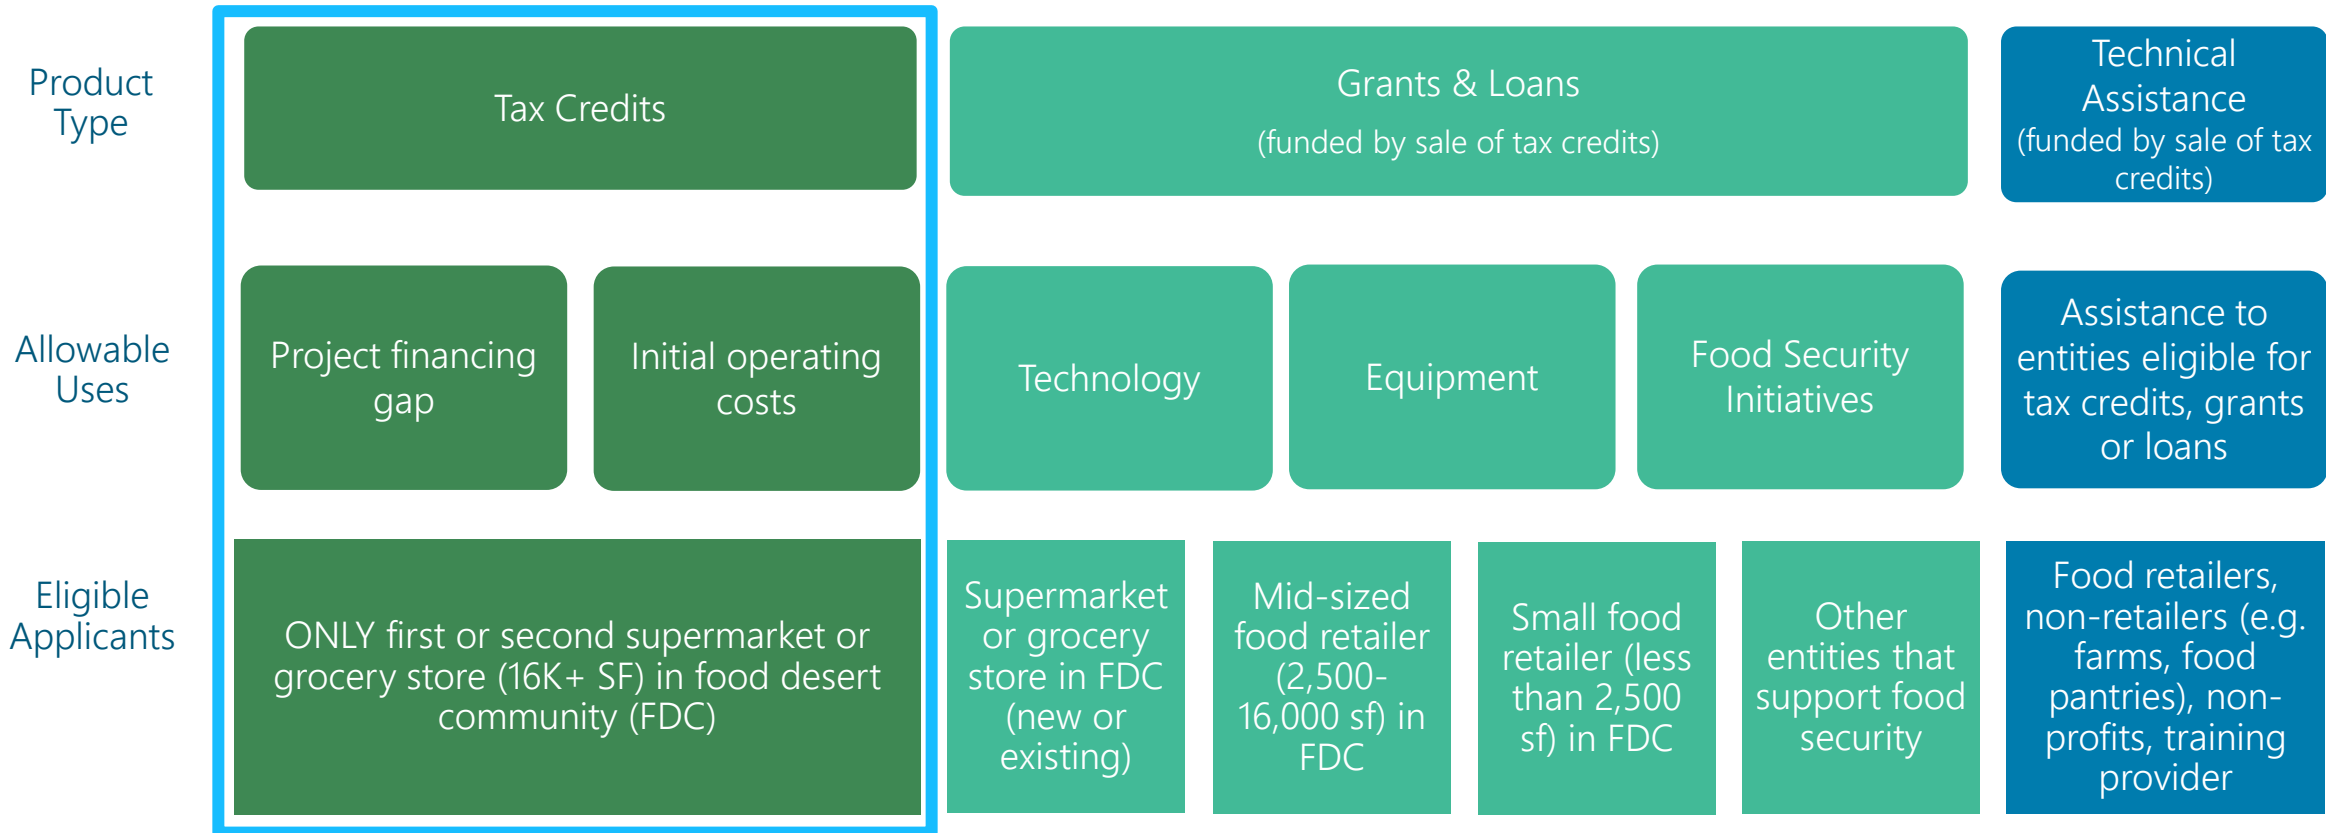 Product
Type
Tax Credits
Grants & Loans
(funded by sale of tax credits)
Technical
Assistance
(funded by sale of tax
credits)
Allowable
Uses
Project financing
gap
Initial operating
costs
Technology
Equipment
Food Security
Initiatives
Assistance to
entities eligible for
tax credits, grants
or loans
Eligible
Applicants
ONLY first or second supermarket or
grocery store (16K+ SF) in food desert
community (FDC)
Supermarket
or grocery
store in FDC
(new or
existing)
Mid-sized
food retailer
(2,500-
16,000 sf) in
FDC
Small food
retailer (less
than 2,500
sf) in FDC
Other
entities that
support food
security
Food retailers,
non-retailers (e.g.
farms, food
pantries), non-
profits, training
provider